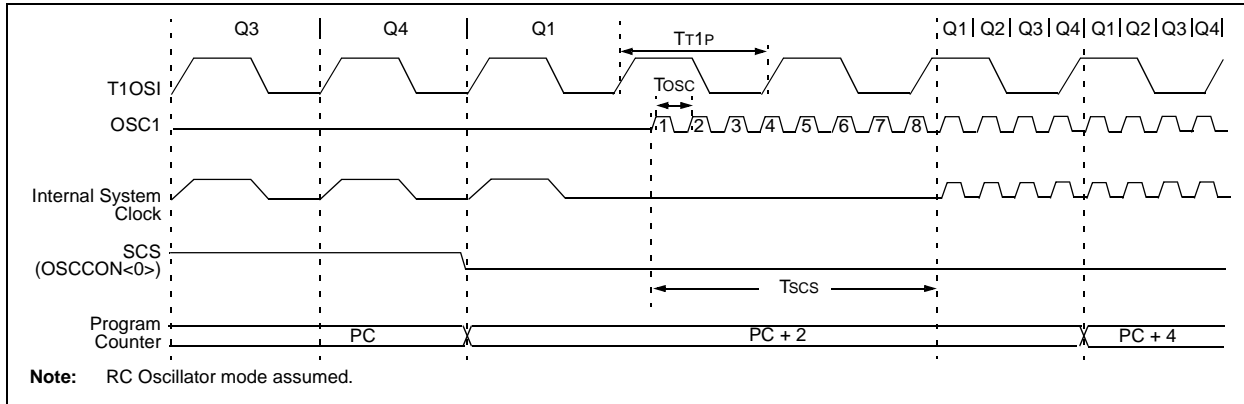 Q3 Q4 Q1 Q1 Q2 Q3 Q4 Q1 Q2 Q3 Q4
TT1P
T1OSI
TOSC
OSC1
1 2 3 4 5 6 7 8
Internal System
Clock
SCS
(OSCCON<0>)
TSCS
Program
Counter
PC PC + 2 PC + 4
Note: RC Oscillator mode assumed.